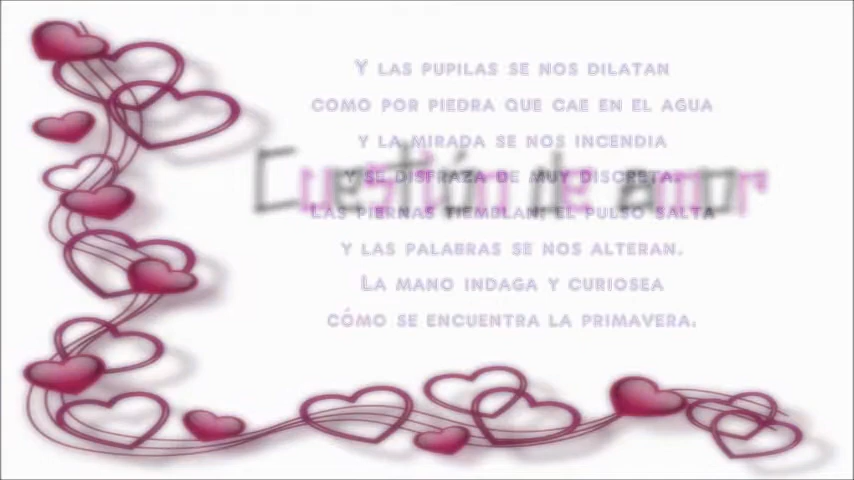 Y LAS PUPILAS SE NOS DILATAN
COMO POR PIEDRA QUE CAE EN EL AGUA
Y LA MIRADA SE NOS INCENDIA
Cuestión de amor
Y SE DISFRAZA DE MUY DISCRETA.
LAS PIERNAS TIEMBLAN; EL PULSO SALTA
Y LAS PALABRAS SE NOS ALTERAN.
LA MANO INDAGA Y CURIOSEA
CÓMO SE ENCUENTRA LA PRIMAVERA.